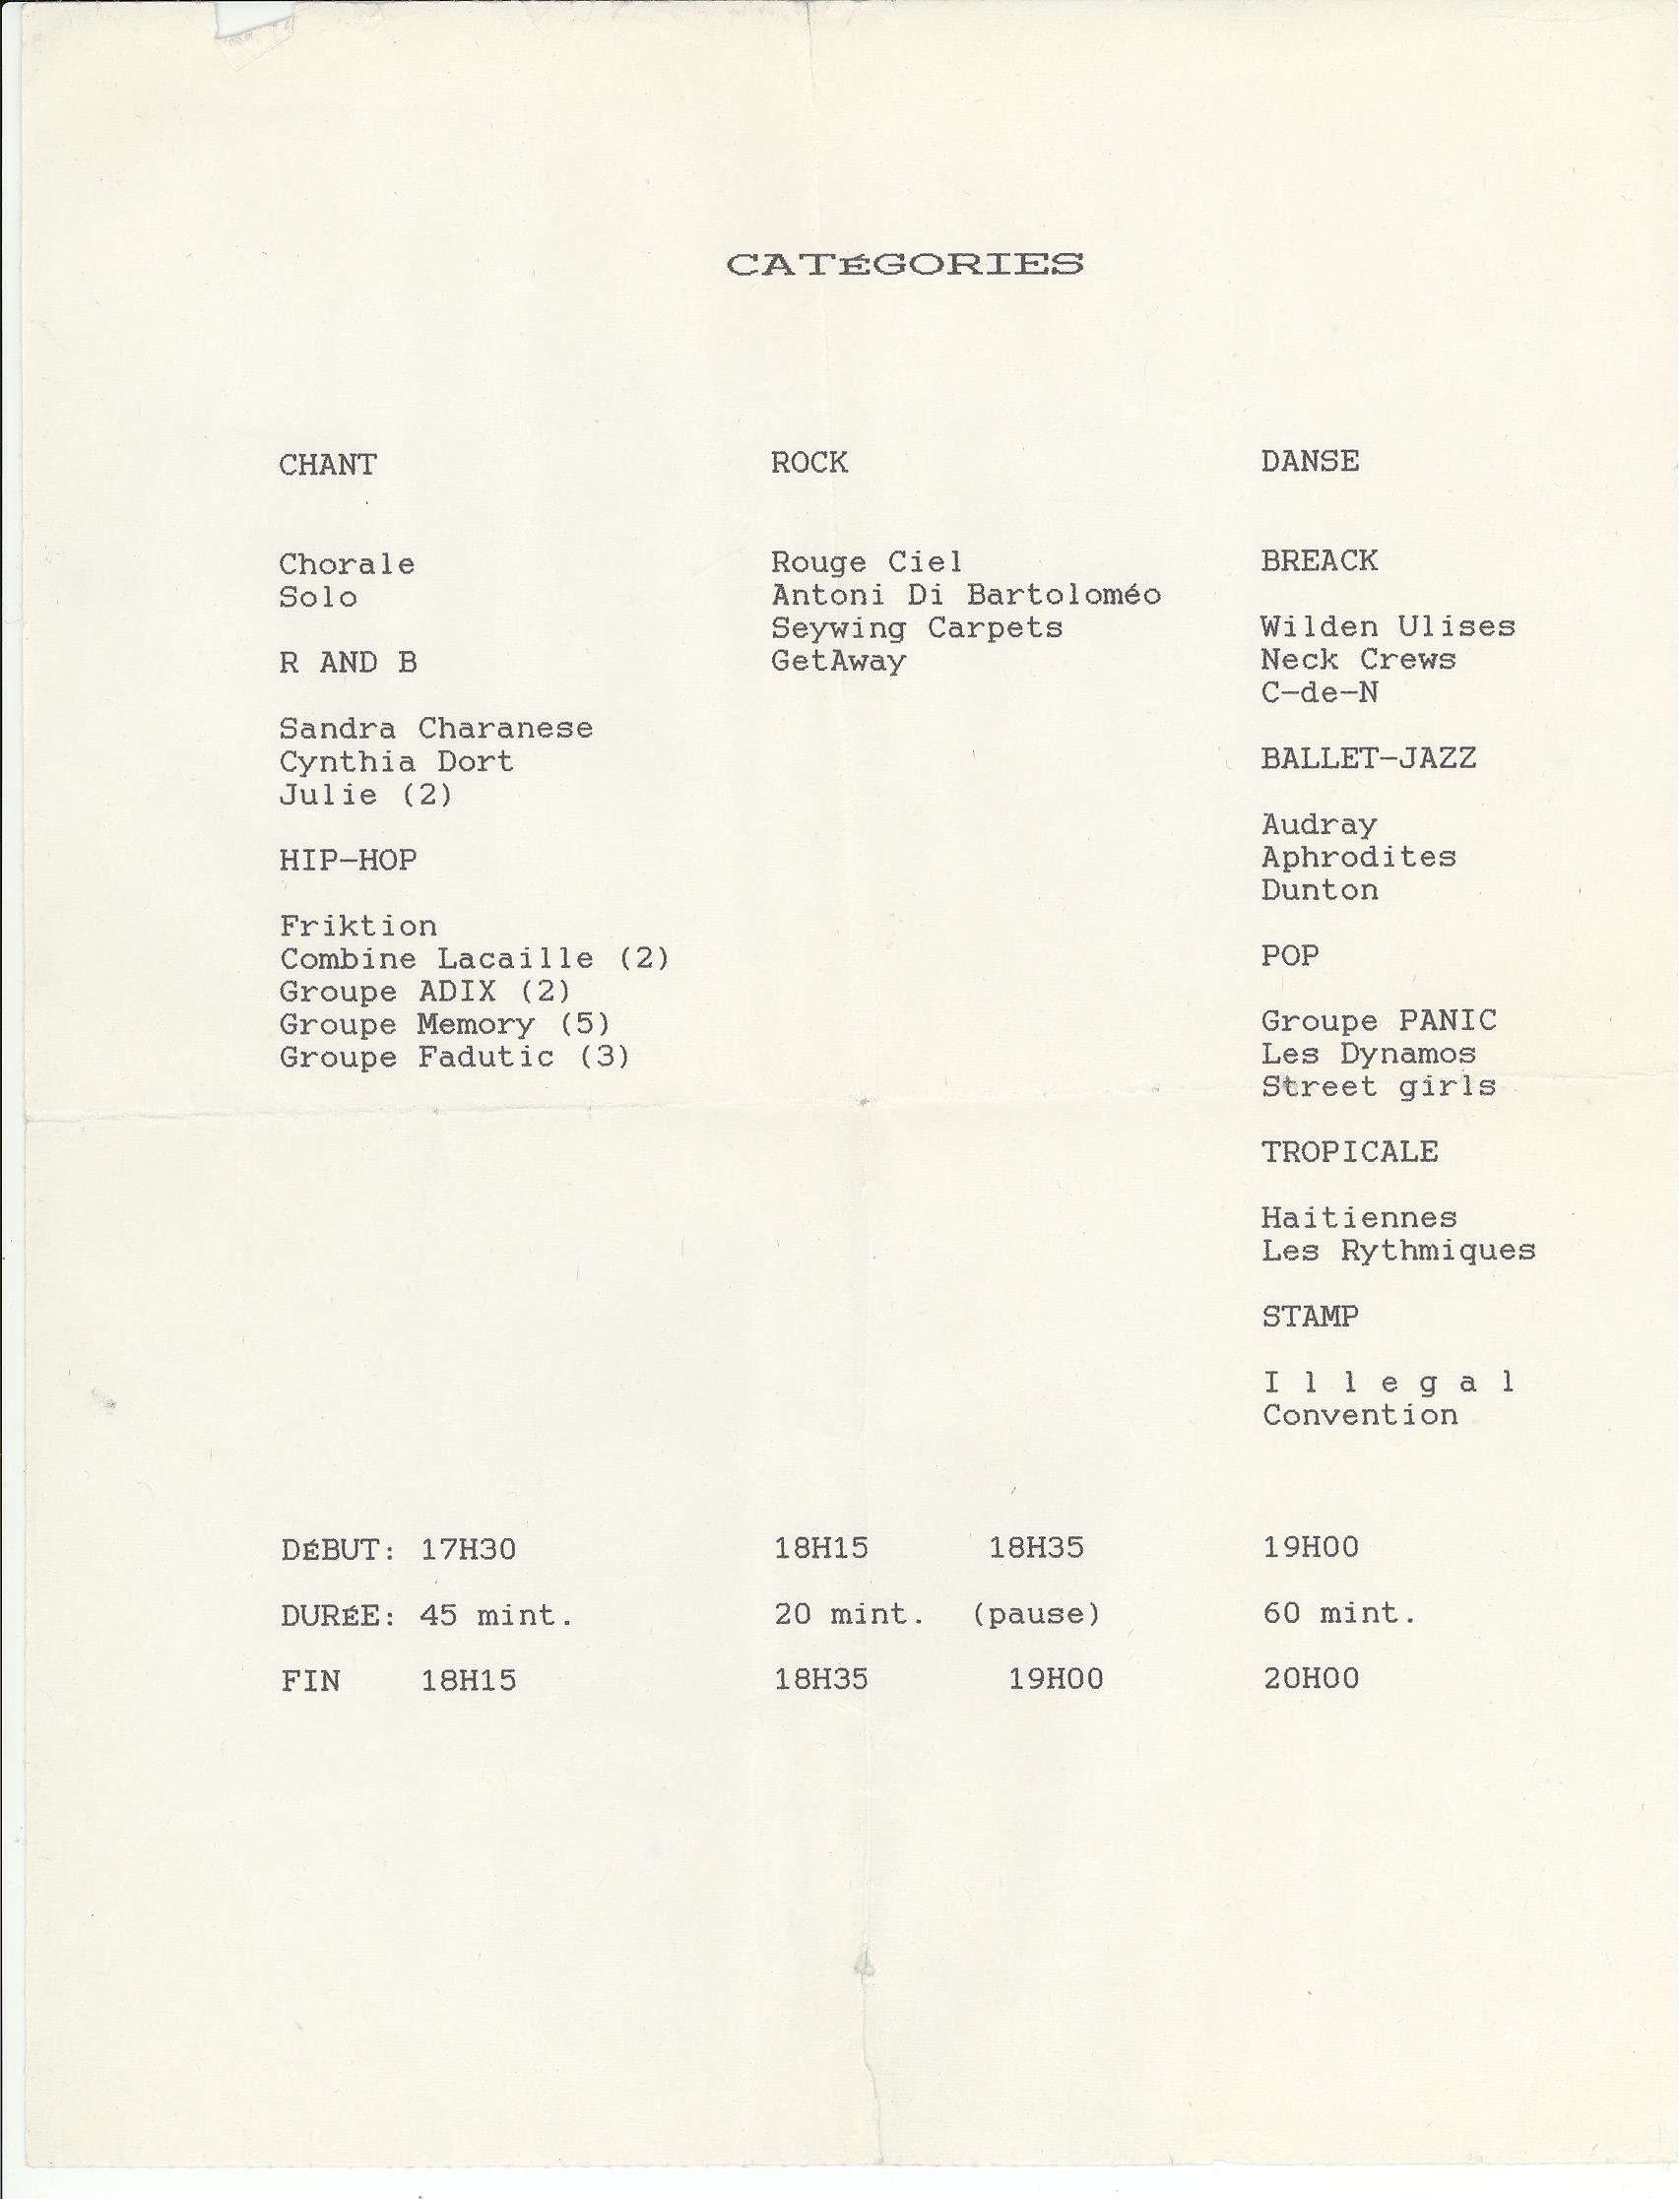 CATÉGORIES
CHANT
Chorale
Solo
R AND B
Sandra Charanese
Cynthia Dort
Julie (2)
HIP-HOP
Friktion
Combine Lacaille (2)
Groupe ADIX (2)
Groupe Memory (5)
Groupe Fadutic (3)
ROCK
Rouge Ciel
Antoni Di Bartoloméo
Seywing Carpets
GetAway
DANSE
BREACK
Wilden Ulises
Neck Crews
C-de-N
BALLET-JAZZ
Audray
Aphrodites
Dunton
POP
Groupe PANIC
Les Dynamos
Street girls
TROPICALE
Haitiennes
Les Rythmiques
STAMP
I l l e g a l
Convention
DÉBUT: 17H30 18H15 18H35 19H00
DURÉE: 45 mint. 20 mint. (pause) 60 mint.
FIN 18H15 18H35 19H00 20H00